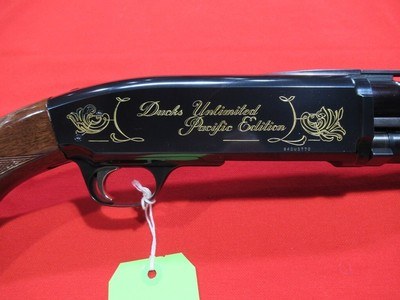 Ducks Unlimited
Pacific Edition